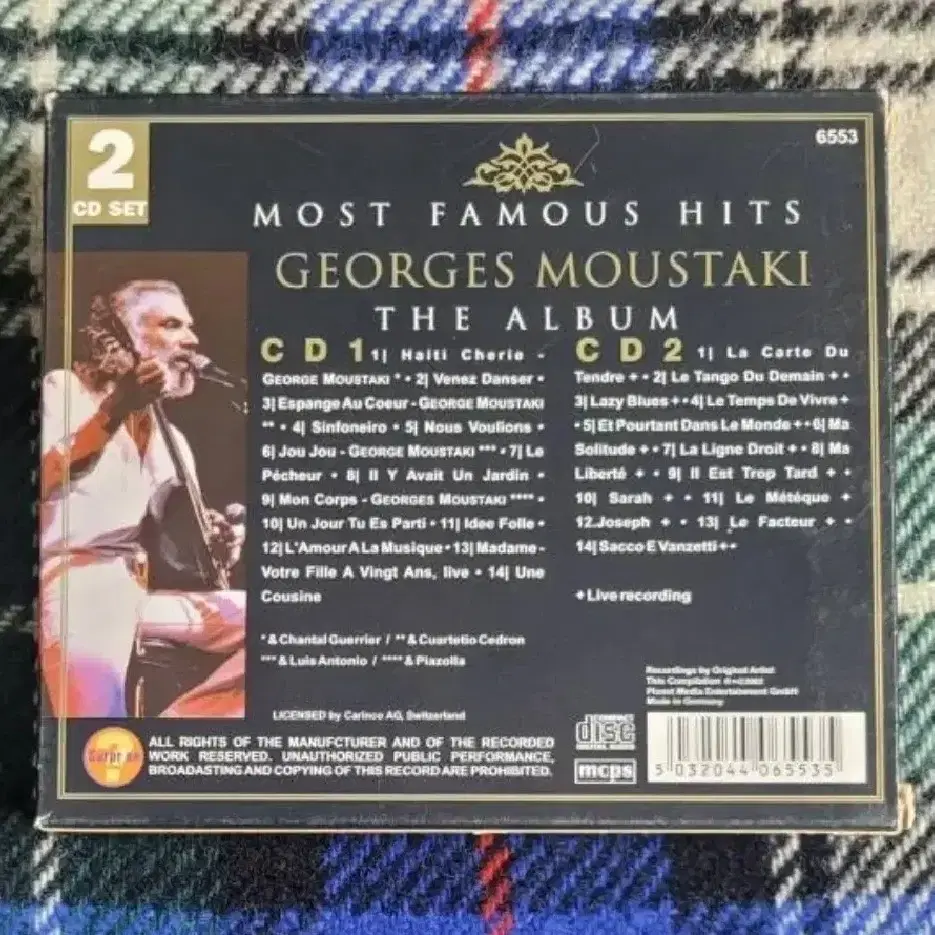 2
CD SET
6553
MOST FAMOUS HITS
GEORGES MOUSTAKI
THE ALBUM
CD 1 1| Haiti Cherie -
GEORGE MOUSTAKI * • 2| Venez Danser •
3| Espange Au Coeur - GEORGE MOUSTAKI
** • 4| Sinfoneiro • 5| Nous Voulions •
6| Jou Jou - GEORGE MOUSTAKI *** • 7| Le
Pécheur • 8| Il Y Avait Un Jardin •
9| Mon Corps - GEORGES MOUSTAKI **** •
10| Un Jour Tu Es Parti • 11| Idee Folle •
12| L'Amour A La Musique • 13| Madame -
Votre Fille A Vingt Ans, live • 14| Une
Cousine
* & Chantal Guerrier / ** & Cuartetio Cedron
*** & Luis Antonio / **** & Piazolla
CD 2 1| La Carte Du
Tendre + • 2| Le Tango Du Demain + •
3| Lazy Blues + • 4| Le Temps De Vivre +
• 5| Et Pourtant Dans Le Monde + • 6| Ma
Solitude + • 7| La Ligne Droit + • 8| Ma
Liberté + • 9| Il Est Trop Tard + •
10| Sarah + • 11| Le Météque +
12.Joseph + • 13| Le Facteur + •
14| Sacco E Vanzetti + •
+ Live recording
Recordings by Original Artist
This Compilation
Planet Media Entertainment GmbH
Made in Germany
LICENSED by Carinco AG, Switzerland
ALL RIGHTS OF THE MANUFCTURER AND OF THE RECORDED
WORK RESERVED. UNAUTHORIZED PUBLIC PERFORMANCE,
BROADASTING AND COPYING OF THIS RECORD ARE PROHIBITED.
COMPACT
disc
DIGITAL AUDIO
mcps
5 032044 065535